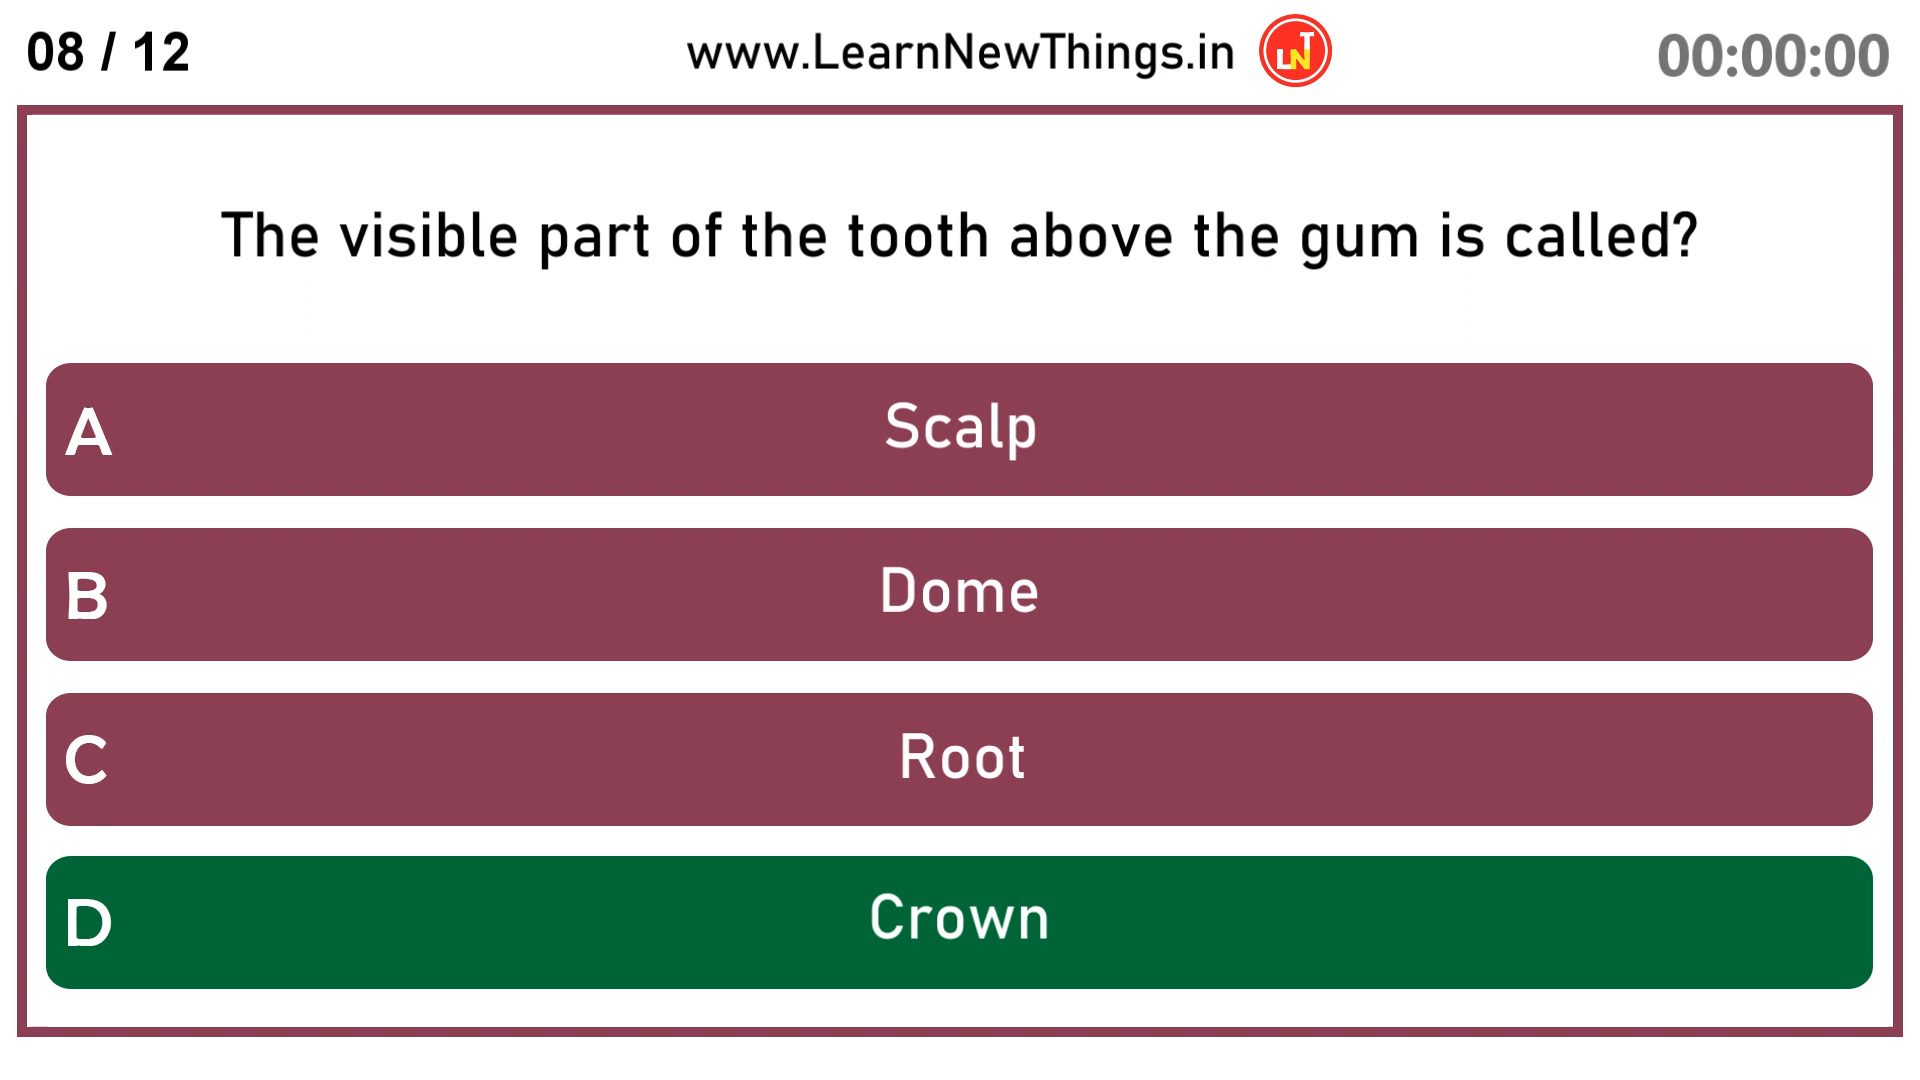 08 / 12
www.LearnNewThings.in
LNT
00:00:00
The visible part of the tooth above the gum is called?
A Scalp
B Dome
C Root
D Crown